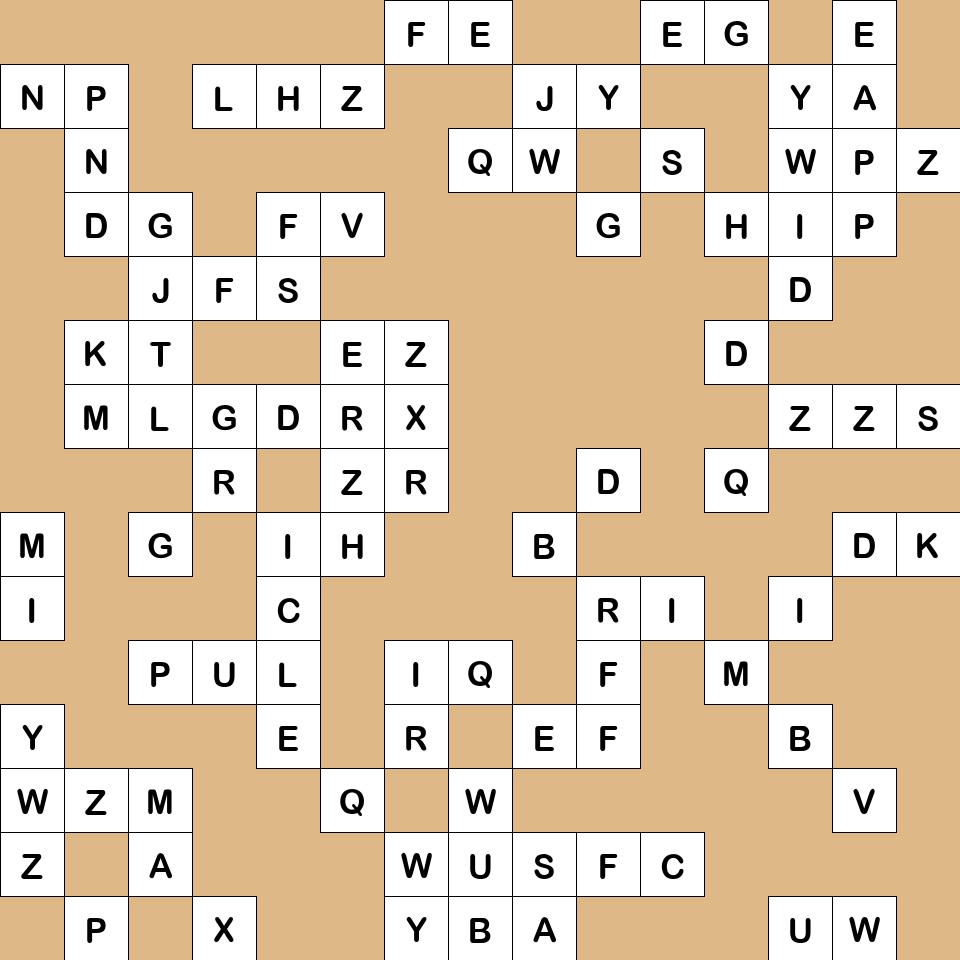 F E E G E
N P L H Z J Y Y A
N Q W S W P Z
D G F V G H I P
J F S D
K T E Z D
M L G D R X Z Z S
R Z R D Q
M G I H B D K
I C R I I
P U L I Q F M
Y E R E F B
W Z M Q W V
Z A W U S F C
P X Y B A U W